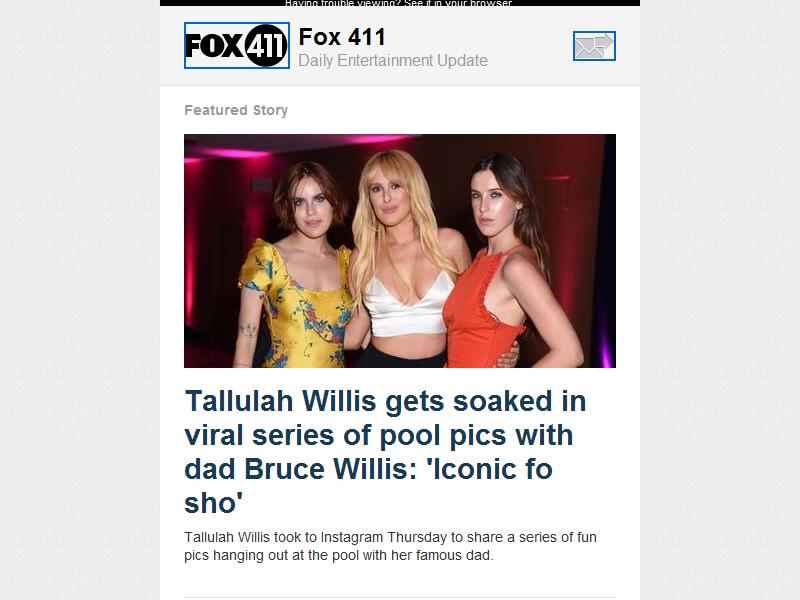 Having trouble viewing? See it in your browser
FOX 411
Fox 411
Daily Entertainment Update
Featured Story
Tallulah Willis gets soaked in
viral series of pool pics with
dad Bruce Willis: 'Iconic fo
sho'
Tallulah Willis took to Instagram Thursday to share a series of fun
pics hanging out at the pool with her famous dad.